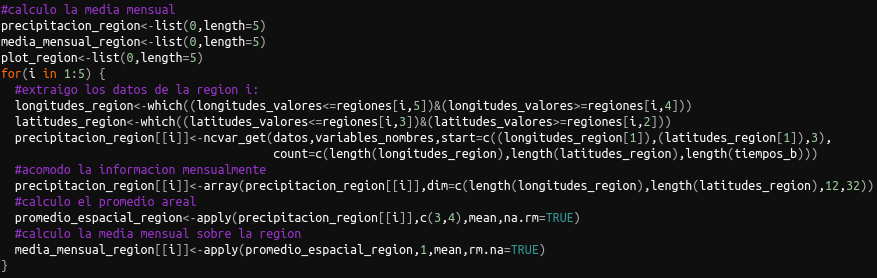 #calculo la media mensual
precipitacion_region<-list(0,length=5)
media_mensual_region<-list(0,length=5)
plot_region<-list(0,length=5)
for(i in 1:5) {
  #extraigo los datos de la region i:
  longitudes_region<-which((longitudes_valores<=regiones[i,5])&(longitudes_valores>=regiones[i,4]))
  latitudes_region<-which((latitudes_valores<=regiones[i,3])&(latitudes_valores>=regiones[i,2]))
  precipitacion_region[[i]]<-ncvar_get(datos,variables_nombres,start=c((longitudes_region[1]),(latitudes_region[1]),3),
                                       count=c(length(longitudes_region),length(latitudes_region),length(tiempos_b)))
  #acomodo la informacion mensualmente
  precipitacion_region[[i]]<-array(precipitacion_region[[i]],dim=c(length(longitudes_region),length(latitudes_region),12,32))
  #calculo el promedio areal
  promedio_espacial_region<-apply(precipitacion_region[[i]],c(3,4),mean,na.rm=TRUE)
  #calculo la media mensual sobre la region
  media_mensual_region[[i]]<-apply(promedio_espacial_region,1,mean,rm.na=TRUE)
}